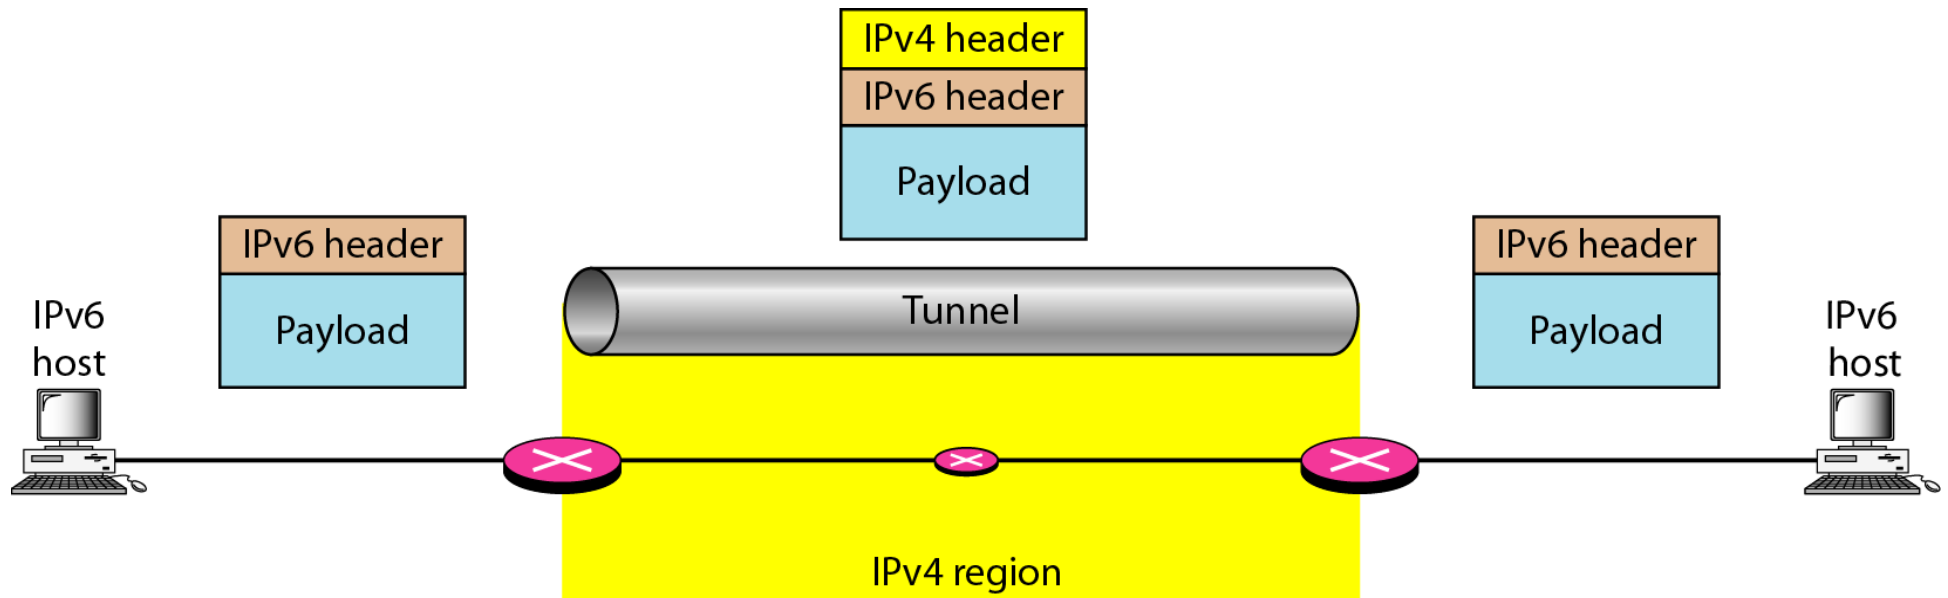 IPv4 header
IPv6 header
Payload
IPv6 header
Payload
IPv6 header
Payload
IPv6
host
Tunnel
IPv6
host
IPv4 region